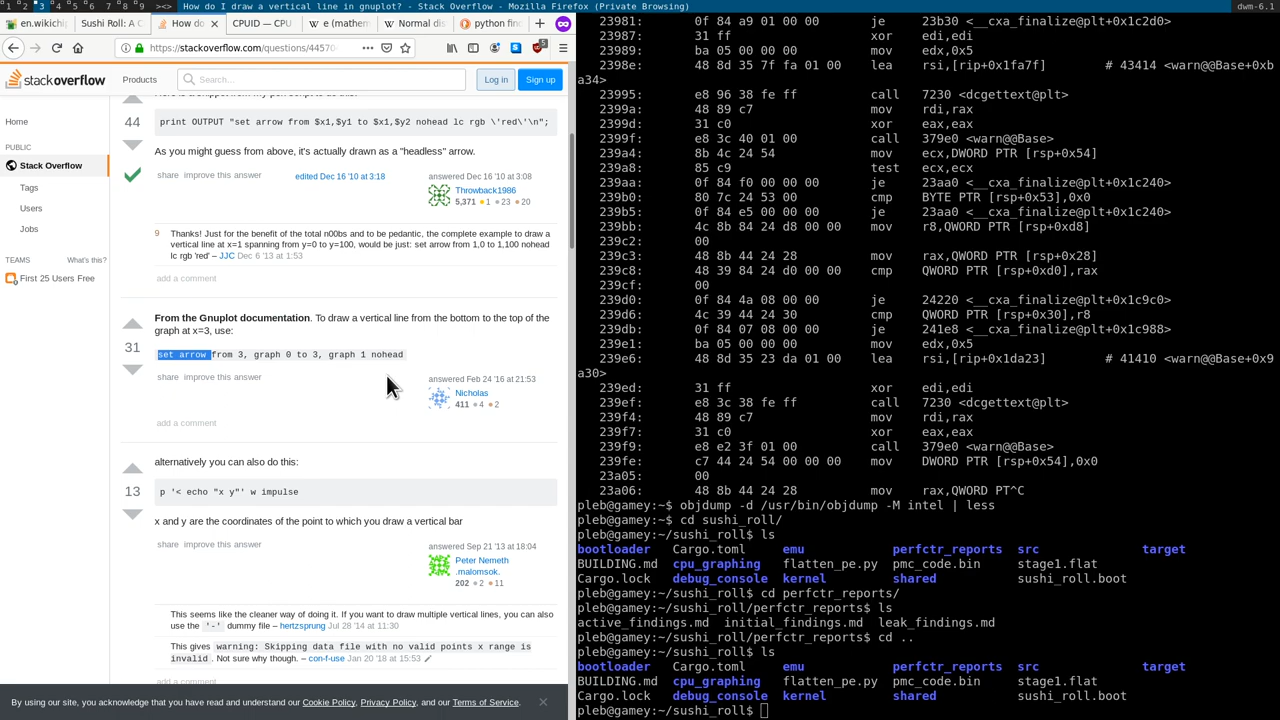 1 2 3 4 5 6 7 8 9 ><> How do I draw a vertical line in gnuplot? - Stack Overflow - Mozilla Firefox (Private Browsing) dwm-6.1
en.wikich Sushi Roll: A C How do CPUID — CPU e (mathem Normal dis python fin
https://stackoverflow.com/questions/44570
stackoverflow Products Search... Log in Sign up
Home
PUBLIC
Stack Overflow
Tags
Users
Jobs
TEAMS What's this?
First 25 Users Free
44
print OUTPUT "set arrow from $x1,$y1 to $x1,$y2 nohead lc rgb \'red\'\n";
As you might guess from above, it's actually drawn as a "headless" arrow.
share improve this answer edited Dec 16 '10 at 3:18 answered Dec 16 '10 at 3:08
Throwback1986
5,371 1 23 20
9 Thanks! Just for the benefit of the total n00bs and to be pedantic, the complete example to draw a
vertical line at x=1 spanning from y=0 to y=100, would be just: set arrow from 1,0 to 1,100 nohead
lc rgb 'red' – JJC Dec 6 '13 at 1:53
add a comment
From the Gnuplot documentation. To draw a vertical line from the bottom to the top of the
graph at x=3, use:
31
set arrow from 3, graph 0 to 3, graph 1 nohead
share improve this answer answered Feb 24 '16 at 21:53
Nicholas
411 4 2
add a comment
alternatively you can also do this:
13
p '< echo "x y"' w impulse
x and y are the coordinates of the point to which you draw a vertical bar
share improve this answer answered Sep 21 '13 at 18:04
Peter Nemeth
.malomsok.
202 2 11
This seems like the cleaner way of doing it. If you want to draw multiple vertical lines, you can also
use the '-' dummy file – hertzsprung Jul 28 '14 at 11:30
This gives warning: Skipping data file with no valid points x range is
invalid . Not sure why though. – con-f-use Jan 20 '18 at 15:53
add a comment
By using our site, you acknowledge that you have read and understand our Cookie Policy, Privacy Policy, and our Terms of Service.
23981: 0f 84 a9 01 00 00 je 23b30 <__cxa_finalize@plt+0x1c2d0>
23987: 31 ff xor edi,edi
23989: ba 05 00 00 00 mov edx,0x5
2398e: 48 8d 35 7f fa 01 00 lea rsi,[rip+0x1fa7f] # 43414 <warn@@Base+0xb
a34>
23995: e8 96 38 fe ff call 7230 <dcgettext@plt>
2399a: 48 89 c7 mov rdi,rax
2399d: 31 c0 xor eax,eax
2399f: e8 3c 40 01 00 call 379e0 <warn@@Base>
239a4: 8b 4c 24 54 mov ecx,DWORD PTR [rsp+0x54]
239a8: 85 c9 test ecx,ecx
239aa: 0f 84 f0 00 00 00 je 23aa0 <__cxa_finalize@plt+0x1c240>
239b0: 80 7c 24 53 00 cmp BYTE PTR [rsp+0x53],0x0
239b5: 0f 84 e5 00 00 00 je 23aa0 <__cxa_finalize@plt+0x1c240>
239bb: 4c 8b 84 24 d8 00 00 mov r8,QWORD PTR [rsp+0xd8]
239c2: 00
239c3: 48 8b 44 24 28 mov rax,QWORD PTR [rsp+0x28]
239c8: 48 39 84 24 d0 00 00 cmp QWORD PTR [rsp+0xd0],rax
239cf: 00
239d0: 0f 84 4a 08 00 00 je 24220 <__cxa_finalize@plt+0x1c9c0>
239d6: 4c 39 44 24 30 cmp QWORD PTR [rsp+0x30],r8
239db: 0f 84 07 08 00 00 je 241e8 <__cxa_finalize@plt+0x1c988>
239e1: ba 05 00 00 00 mov edx,0x5
239e6: 48 8d 35 23 da 01 00 lea rsi,[rip+0x1da23] # 41410 <warn@@Base+0x9
a30>
239ed: 31 ff xor edi,edi
239ef: e8 3c 38 fe ff call 7230 <dcgettext@plt>
239f4: 48 89 c7 mov rdi,rax
239f7: 31 c0 xor eax,eax
239f9: e8 e2 3f 01 00 call 379e0 <warn@@Base>
239fe: c7 44 24 54 00 00 00 mov DWORD PTR [rsp+0x54],0x0
23a05: 00
23a06: 48 8b 44 24 28 mov rax,QWORD PT^C
pleb@gamey:~$ objdump -d /usr/bin/objdump -M intel | less
pleb@gamey:~$ cd sushi_roll/
pleb@gamey:~/sushi_roll$ ls
bootloader Cargo.toml emu perfctr_reports src target
BUILDING.md cpu_graphing flatten_pe.py pmc_code.bin stage1.flat
Cargo.lock debug_console kernel shared sushi_roll.boot
pleb@gamey:~/sushi_roll$ cd perfctr_reports/
pleb@gamey:~/sushi_roll/perfctr_reports$ ls
active_findings.md initial_findings.md leak_findings.md
pleb@gamey:~/sushi_roll/perfctr_reports$ cd ..
pleb@gamey:~/sushi_roll$ ls
bootloader Cargo.toml emu perfctr_reports src target
BUILDING.md cpu_graphing flatten_pe.py pmc_code.bin stage1.flat
Cargo.lock debug_console kernel shared sushi_roll.boot
pleb@gamey:~/sushi_roll$